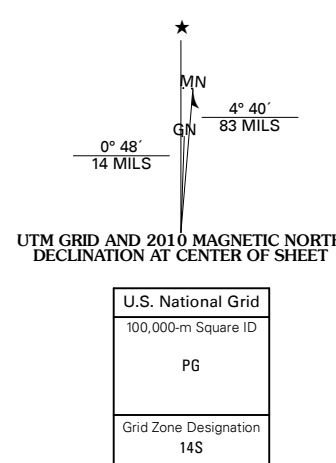 ★
MN
GN
4° 40´
83 MILS
0° 48´
14 MILS
UTM GRID AND 2010 MAGNETIC NORTH
DECLINATION AT CENTER OF SHEET
U.S. National Grid
100,000-m Square ID
PG
Grid Zone Designation
14S